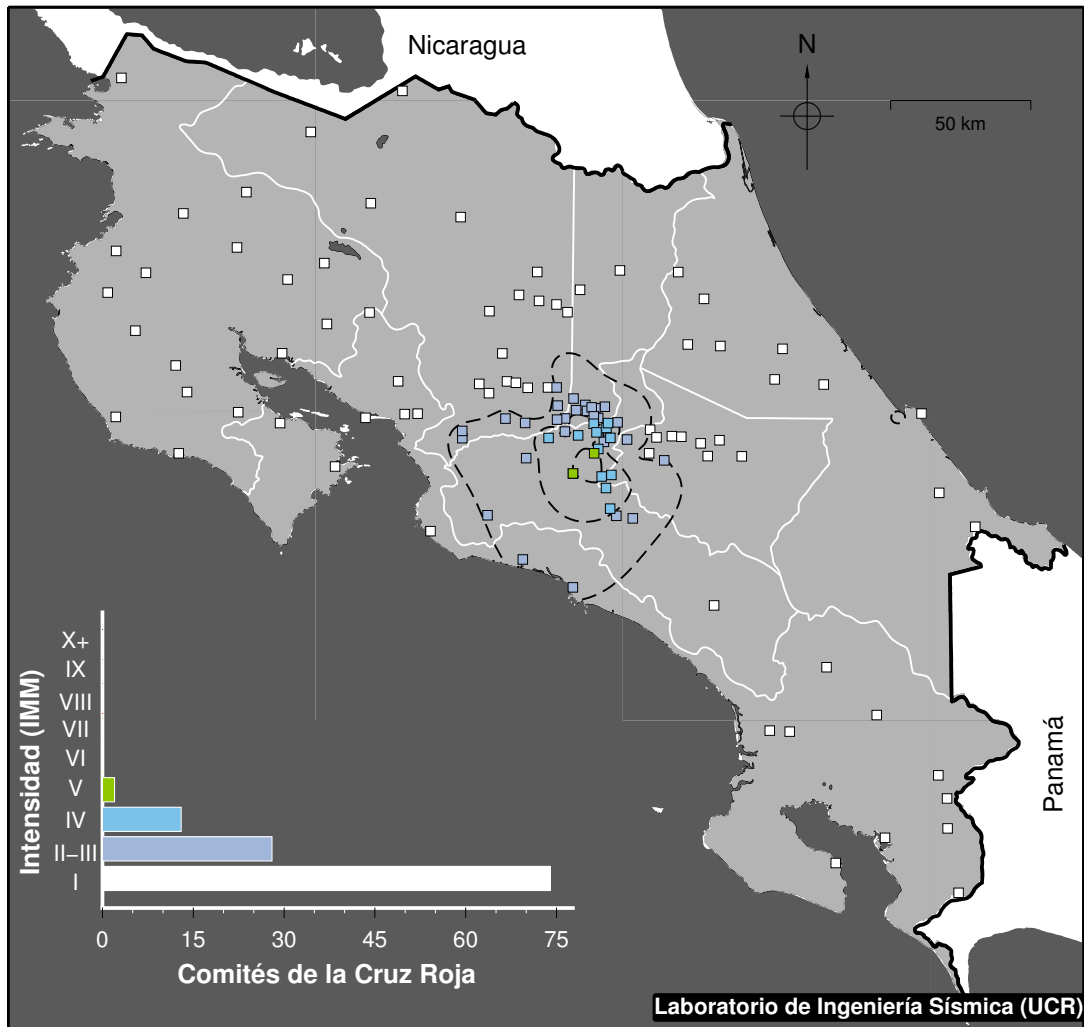 Nicaragua
N
50 km
Panamá
Intensidad (IMM)
X+
IX
VIII
VII
VI
V
IV
II−III
I
0 15 30 45 60 75
Comités de la Cruz Roja
Laboratorio de Ingeniería Sísmica (UCR)